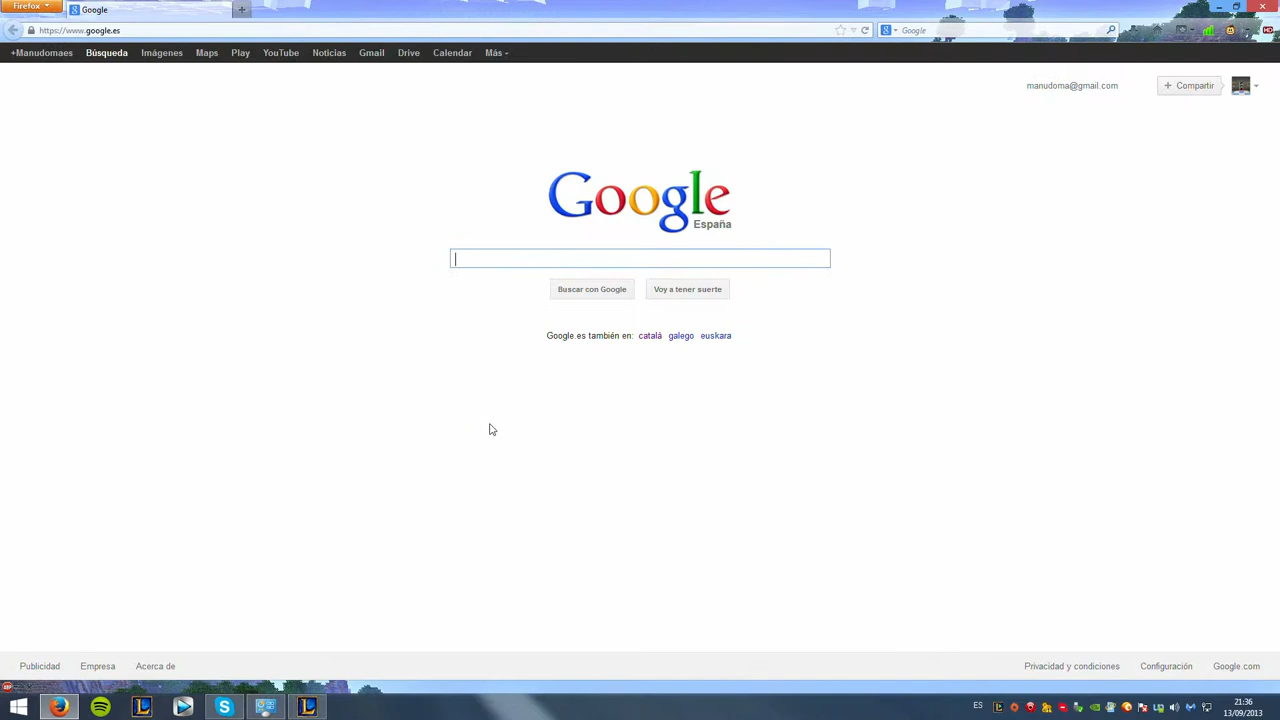 Firefox
Google
https://www.google.es
Google
+Manudomaes Búsqueda Imágenes Maps Play YouTube Noticias Gmail Drive Calendar Más
manudoma@gmail.com
+ Compartir
Google
España
Buscar con Google
Voy a tener suerte
Google.es también en: català galego euskara
Publicidad Empresa Acerca de
Privacidad y condiciones Configuración Google.com
ES
21:36
13/09/2013